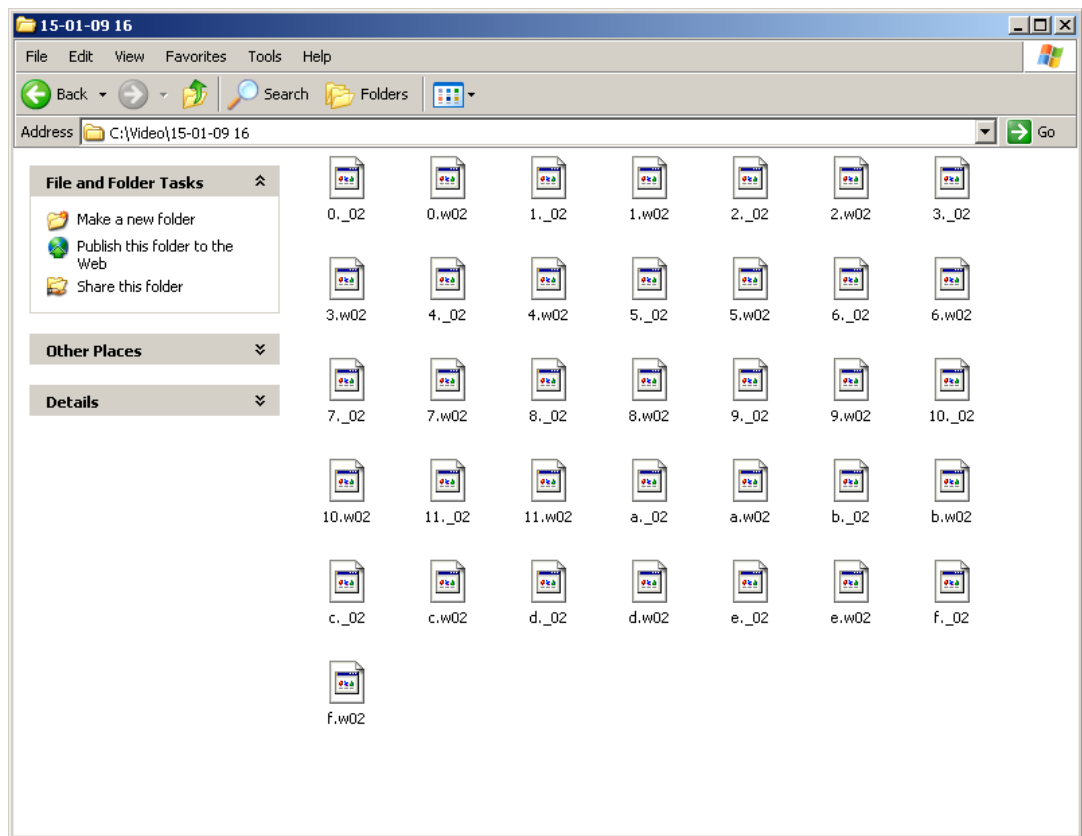 15-01-09 16
File Edit View Favorites Tools Help
Back Search Folders
Address C:\Video\15-01-09 16 Go
File and Folder Tasks
Make a new folder
Publish this folder to the
Web
Share this folder
Other Places
Details
0._02 0.w02 1._02 1.w02 2._02 2.w02 3._02
3.w02 4._02 4.w02 5._02 5.w02 6._02 6.w02
7._02 7.w02 8._02 8.w02 9._02 9.w02 10._02
10.w02 11._02 11.w02 a._02 a.w02 b._02 b.w02
c._02 c.w02 d._02 d.w02 e._02 e.w02 f._02
f.w02